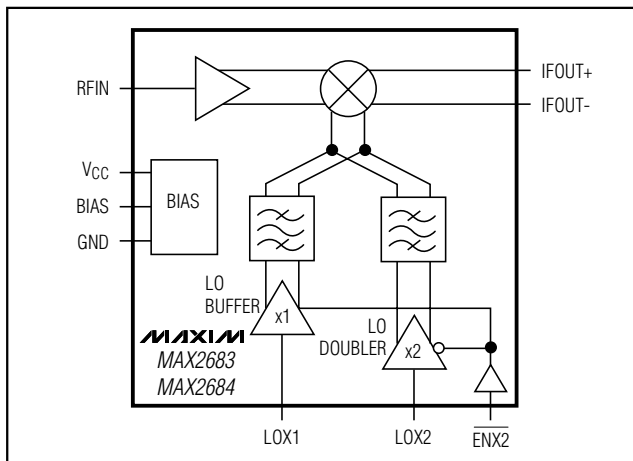 RFIN
IFOUT+
IFOUT-
VCC
BIAS
GND
BIAS
LO
BUFFER
x1
LO
DOUBLER
x2
MAXIM
MAX2683
MAX2684
LOX1
LOX2
ENX2